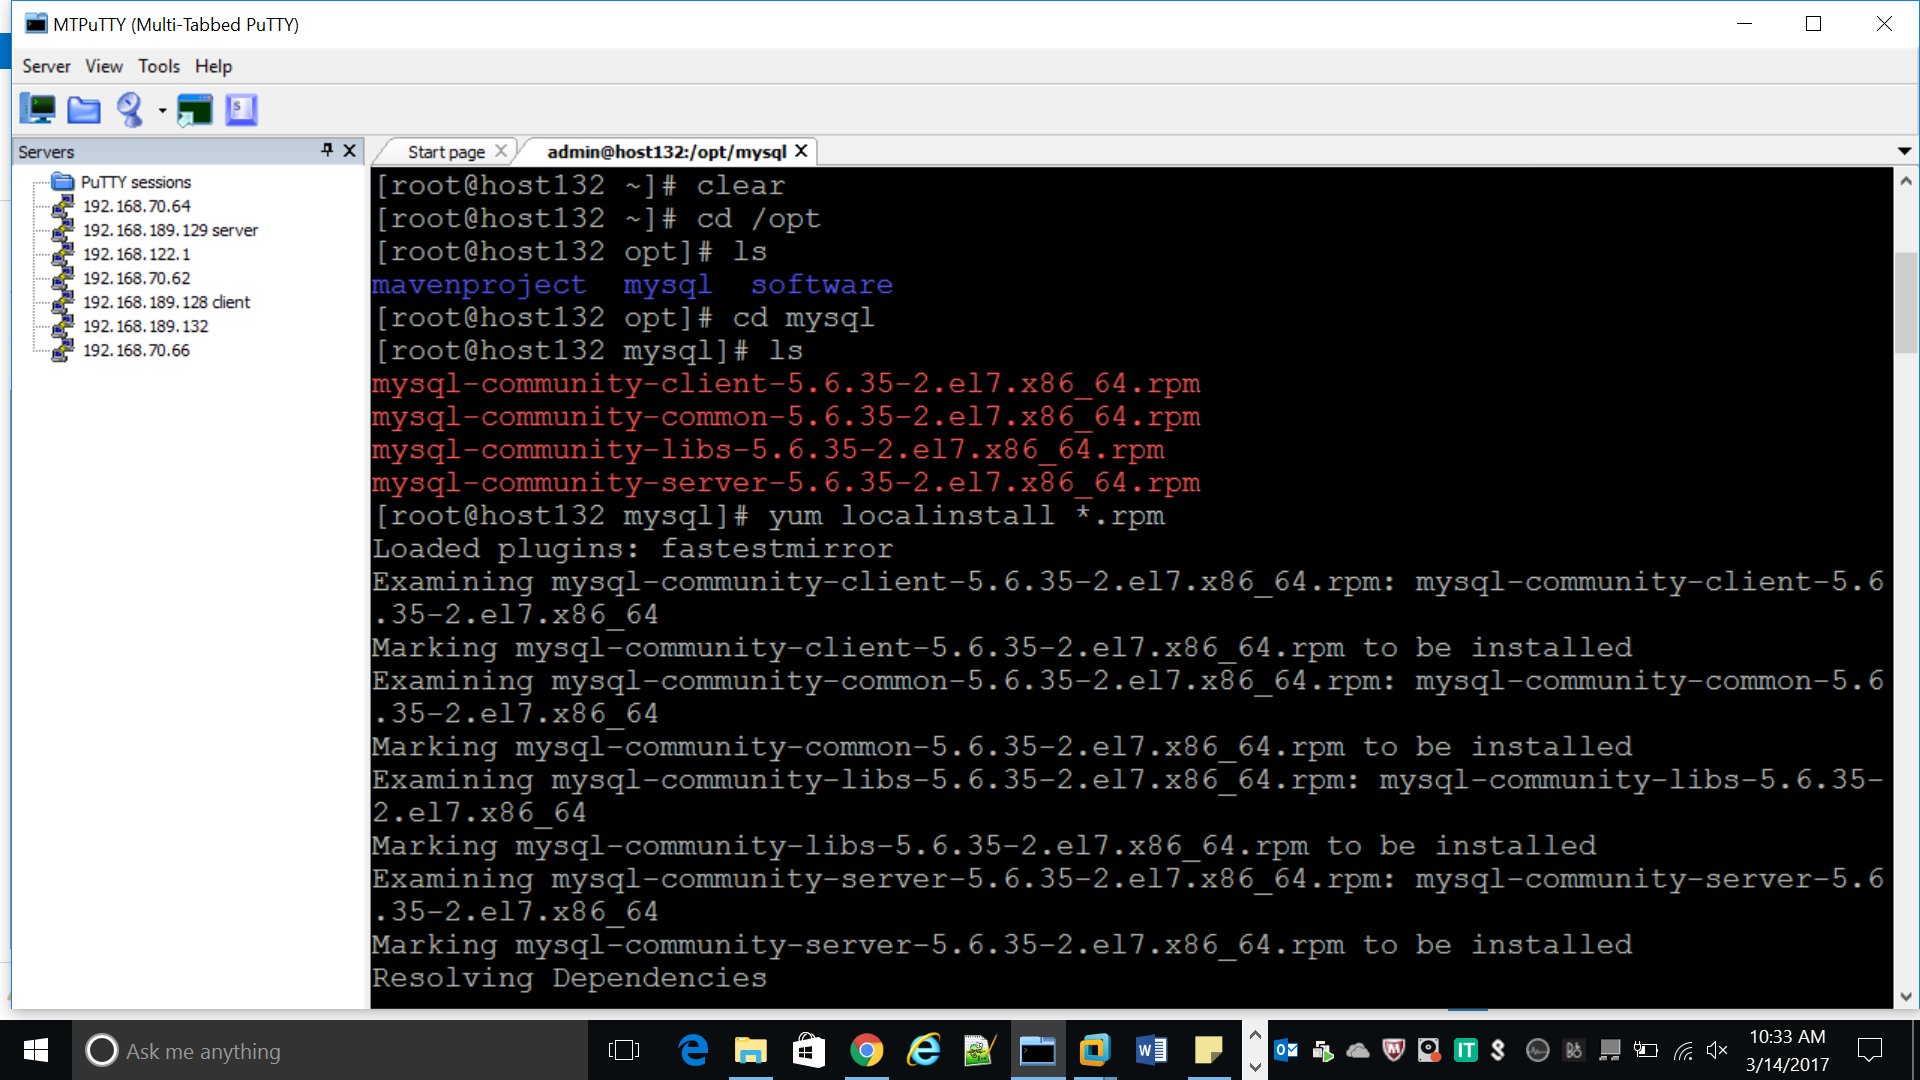 MTPuTTY (Multi-Tabbed PuTTY)
Server View Tools Help
Servers
PuTTY sessions
192.168.70.64
192.168.189.129 server
192.168.122.1
192.168.70.62
192.168.189.128 client
192.168.189.132
192.168.70.66
Start page
admin@host132:/opt/mysql
[root@host132 ~]# clear
[root@host132 ~]# cd /opt
[root@host132 opt]# ls
mavenproject mysql software
[root@host132 opt]# cd mysql
[root@host132 mysql]# ls
mysql-community-client-5.6.35-2.el7.x86_64.rpm
mysql-community-common-5.6.35-2.el7.x86_64.rpm
mysql-community-libs-5.6.35-2.el7.x86_64.rpm
mysql-community-server-5.6.35-2.el7.x86_64.rpm
[root@host132 mysql]# yum localinstall *.rpm
Loaded plugins: fastestmirror
Examining mysql-community-client-5.6.35-2.el7.x86_64.rpm: mysql-community-client-5.6
.35-2.el7.x86_64
Marking mysql-community-client-5.6.35-2.el7.x86_64.rpm to be installed
Examining mysql-community-common-5.6.35-2.el7.x86_64.rpm: mysql-community-common-5.6
.35-2.el7.x86_64
Marking mysql-community-common-5.6.35-2.el7.x86_64.rpm to be installed
Examining mysql-community-libs-5.6.35-2.el7.x86_64.rpm: mysql-community-libs-5.6.35-
2.el7.x86_64
Marking mysql-community-libs-5.6.35-2.el7.x86_64.rpm to be installed
Examining mysql-community-server-5.6.35-2.el7.x86_64.rpm: mysql-community-server-5.6
.35-2.el7.x86_64
Marking mysql-community-server-5.6.35-2.el7.x86_64.rpm to be installed
Resolving Dependencies
Ask me anything
10:33 AM
3/14/2017